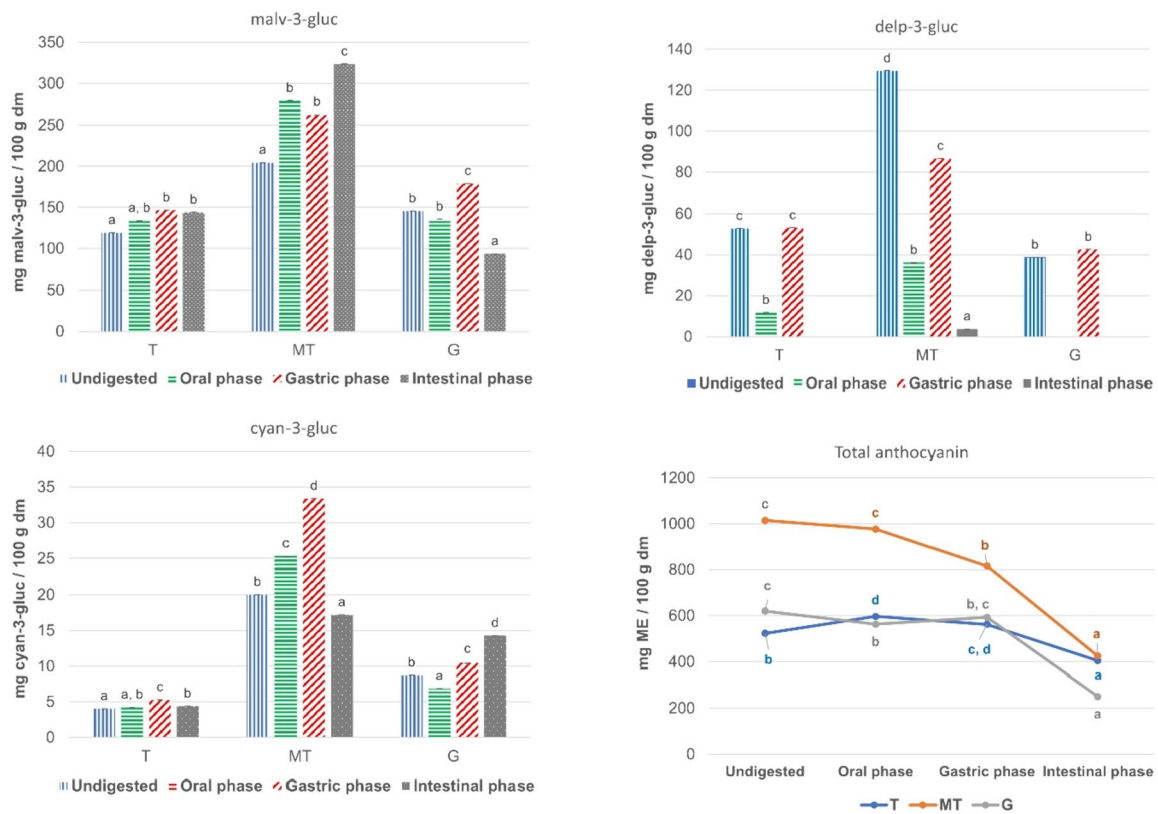 malv-3-gluc
mg malv-3-gluc / 100 g dm
350
300
250
200
150
100
50
0
a
a, b
b
b
a
b
b
c
b
b
c
a
T MT G
Undigested Oral phase Gastric phase Intestinal phase
delp-3-gluc
mg delp-3-gluc / 100 g dm
140
120
100
80
60
40
20
0
c
b
c
d
b
c
a
b
b
T MT G
Undigested Oral phase Gastric phase Intestinal phase
cyan-3-gluc
mg cyan-3-gluc / 100 g dm
40
35
30
25
20
15
10
5
0
a
a, b
c
b
b
c
d
a
b
a
c
d
T MT G
Undigested Oral phase Gastric phase Intestinal phase
Total anthocyanin
mg ME / 100 g dm
1200
1000
800
600
400
200
0
c
c
b
a
c
d
b, c
b
b
c, d
a
a
Undigested Oral phase Gastric phase Intestinal phase
T MT G